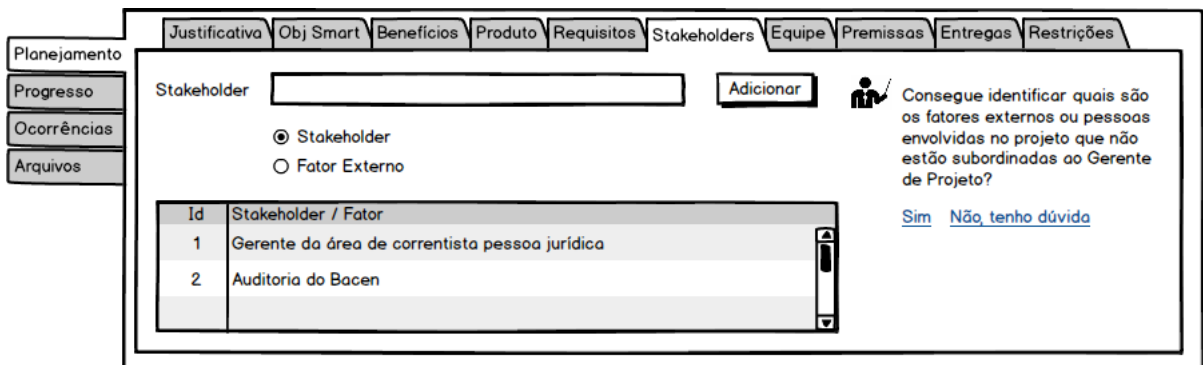 Justificativa Obj Smart Benefícios Produto Requisitos Stakeholders Equipe Premissas Entregas Restrições
Planejamento
Progresso
Ocorrências
Arquivos
Stakeholder
Adicionar
Stakeholder
Fator Externo
Id Stakeholder / Fator
1 Gerente da área de correntista pessoa jurídica
2 Auditoria do Bacen
Consegue identificar quais são
os fatores externos ou pessoas
envolvidas no projeto que não
estão subordinadas ao Gerente
de Projeto?
Sim Não, tenho dúvida